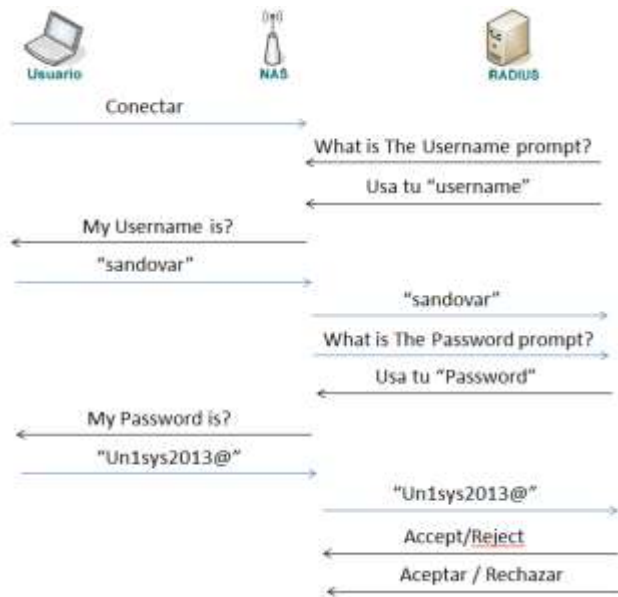 Usuario
NAS
RADIUS
Conectar
What is The Username prompt?
Usa tu “username”
My Username is?
“sandovar”
“sandovar”
What is The Password prompt?
Usa tu “Password”
My Password is?
“Un1sys2013@”
“Un1sys2013@”
Accept/Reject
Aceptar / Rechazar